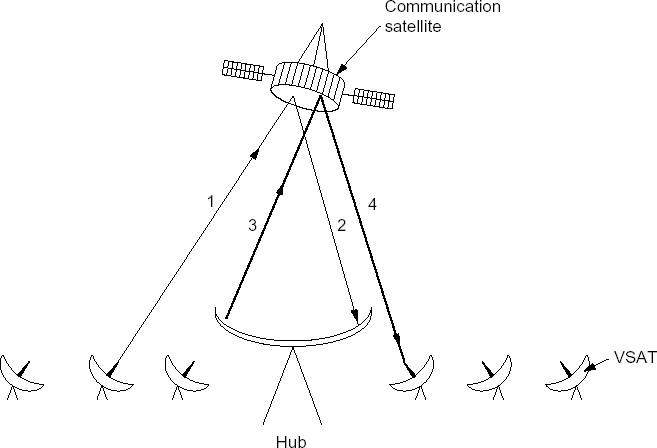 Communication
satellite
1
3
2
4
VSAT
Hub